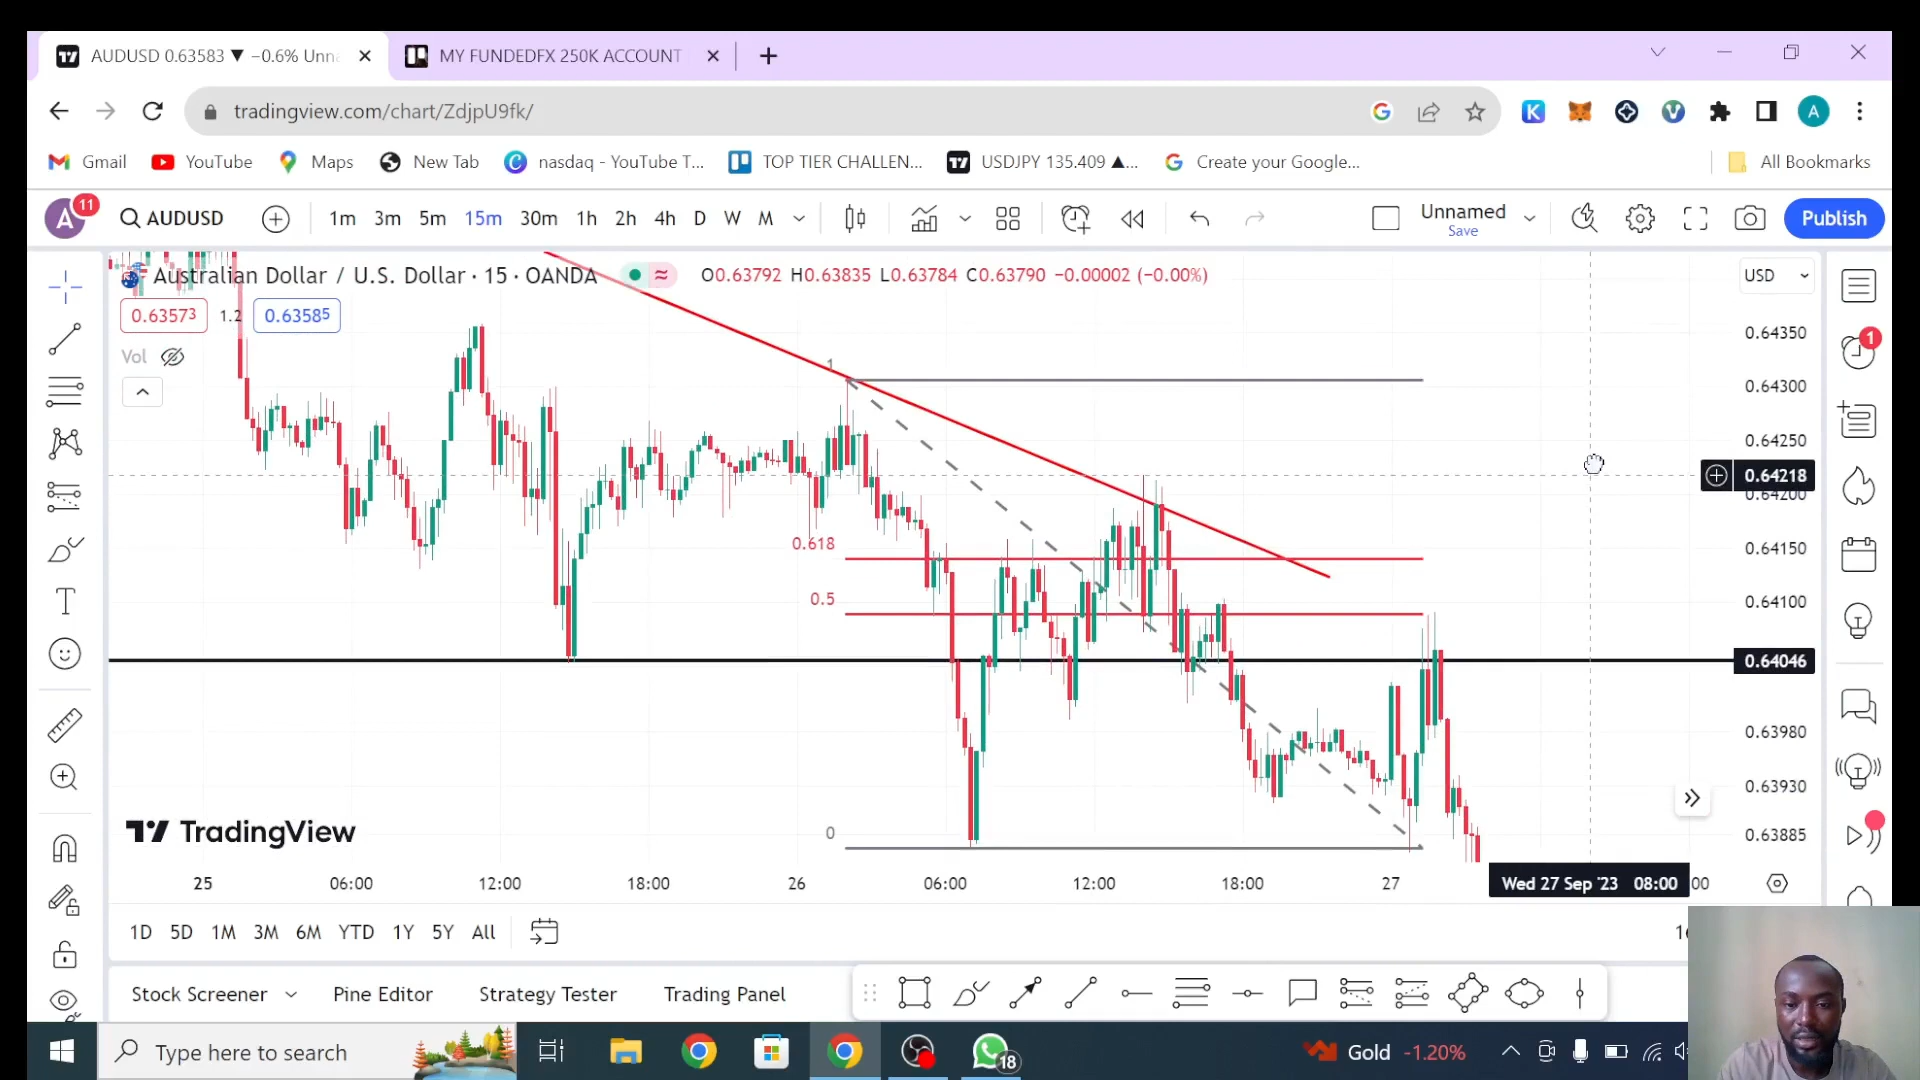 AUDUSD 0.63583 ▼ −0.6% Unna
MY FUNDEDFX 250K ACCOUNT
tradingview.com/chart/ZdjpU9fk/
A
Gmail
YouTube
Maps
New Tab
nasdaq - YouTube T...
TOP TIER CHALLEN...
USDJPY 135.409 ▲...
Create your Google...
All Bookmarks
A 11
AUDUSD
1m 3m 5m 15m 30m 1h 2h 4h D W M
Unnamed
Save
Publish
Australian Dollar / U.S. Dollar · 15 · OANDA
O0.63792 H0.63835 L0.63784 C0.63790 −0.00002 (−0.00%)
USD
0.63573 1.2 0.63585
Vol
0.64350
1
0.64300
0.64250
0.64218
0.64200
0.618
0.64150
0.5
0.64100
0.64046
0.63980
0.63930
0
0.63885
TradingView
25 06:00 12:00 18:00 26 06:00 12:00 18:00 27 Wed 27 Sep '23 08:00 :00
1D 5D 1M 3M 6M YTD 1Y 5Y All
Stock Screener
Pine Editor
Strategy Tester
Trading Panel
Type here to search
18
Gold -1.20%
1